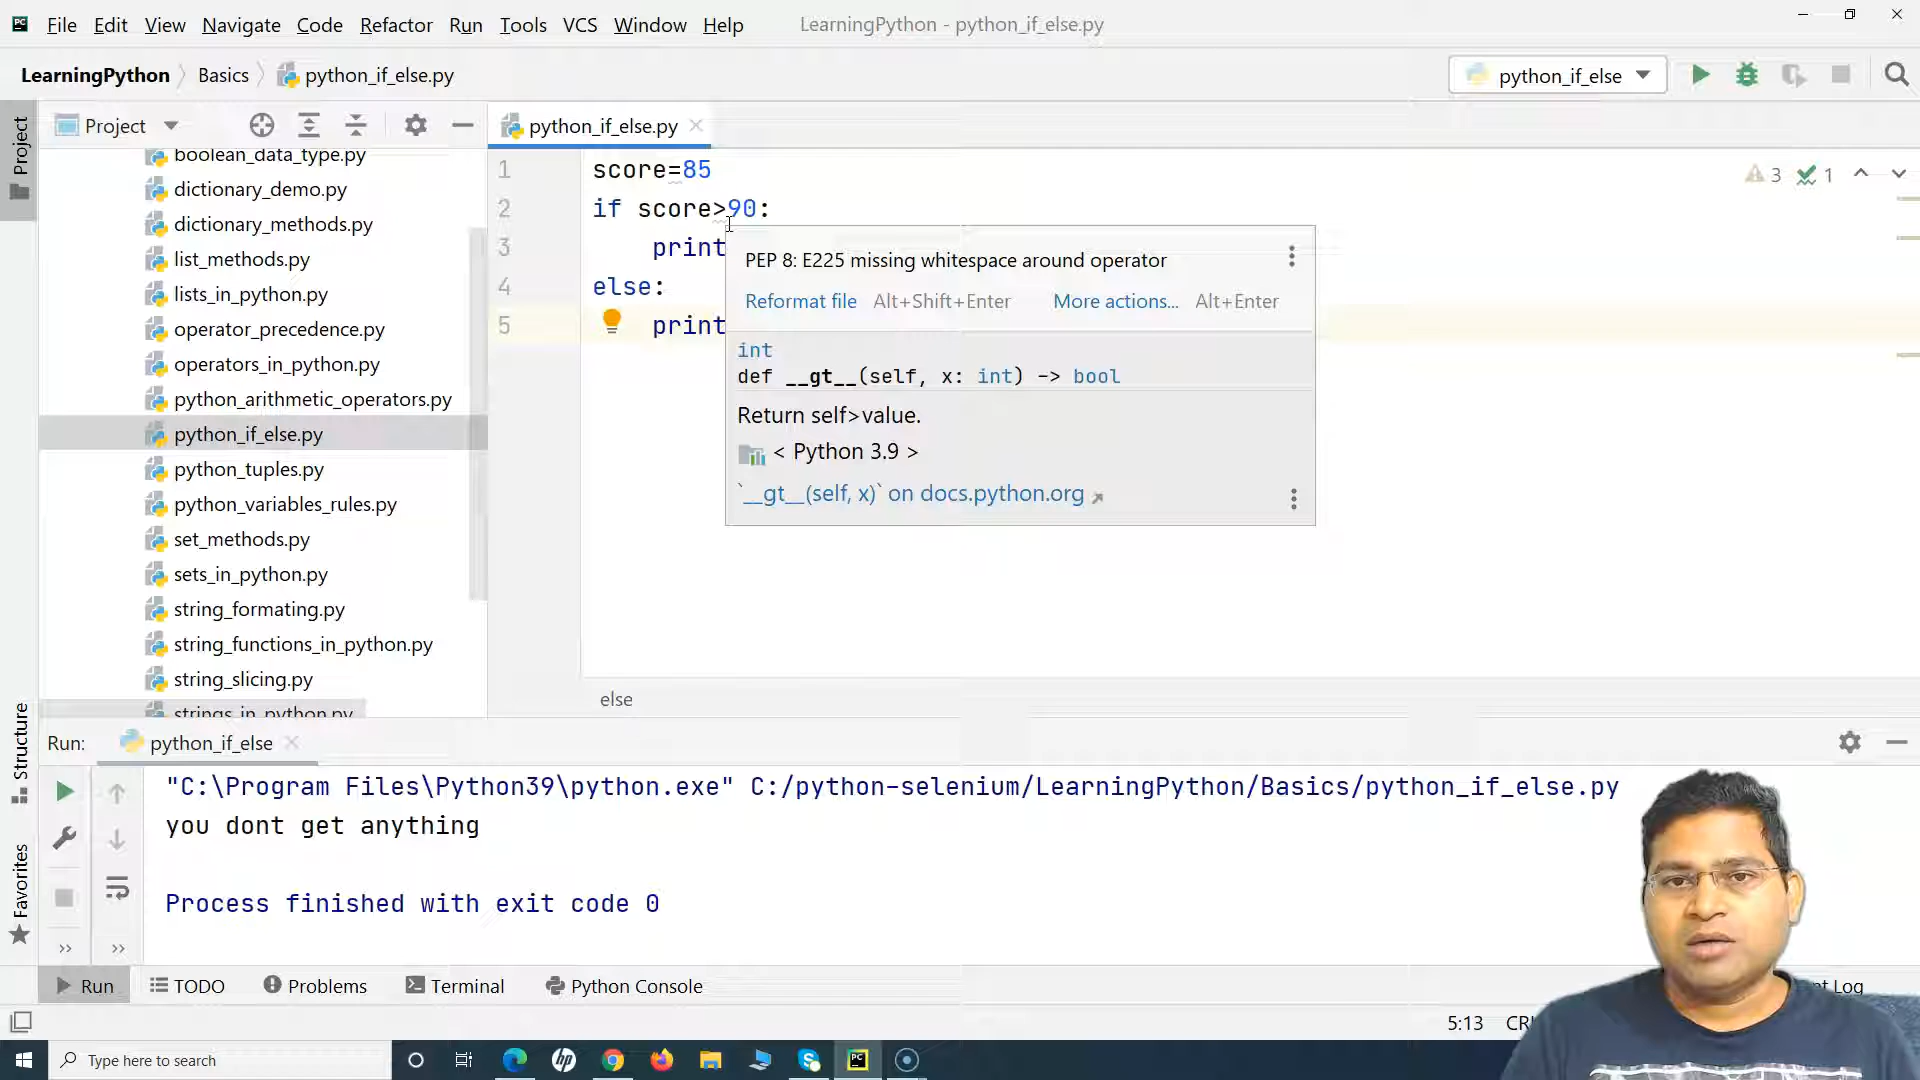 File Edit View Navigate Code Refactor Run Tools VCS Window Help LearningPython - python_if_else.py
LearningPython Basics python_if_else.py python_if_else
Project
Project
python_if_else.py
boolean_data_type.py
dictionary_demo.py
dictionary_methods.py
list_methods.py
lists_in_python.py
operator_precedence.py
operators_in_python.py
python_arithmetic_operators.py
python_if_else.py
python_tuples.py
python_variables_rules.py
set_methods.py
sets_in_python.py
string_formating.py
string_functions_in_python.py
string_slicing.py
strings_in_python.py
1 score=85
2 if score>90:
3 print
4 else:
5 print
3 1
PEP 8: E225 missing whitespace around operator
Reformat file Alt+Shift+Enter More actions... Alt+Enter
int
def __gt__(self, x: int) -> bool
Return self>value.
< Python 3.9 >
`__gt__(self, x)` on docs.python.org
else
Structure
Favorites
Run: python_if_else
"C:\Program Files\Python39\python.exe" C:/python-selenium/LearningPython/Basics/python_if_else.py
you dont get anything
Process finished with exit code 0
Run TODO Problems Terminal Python Console Log
5:13
Type here to search
hp
PC